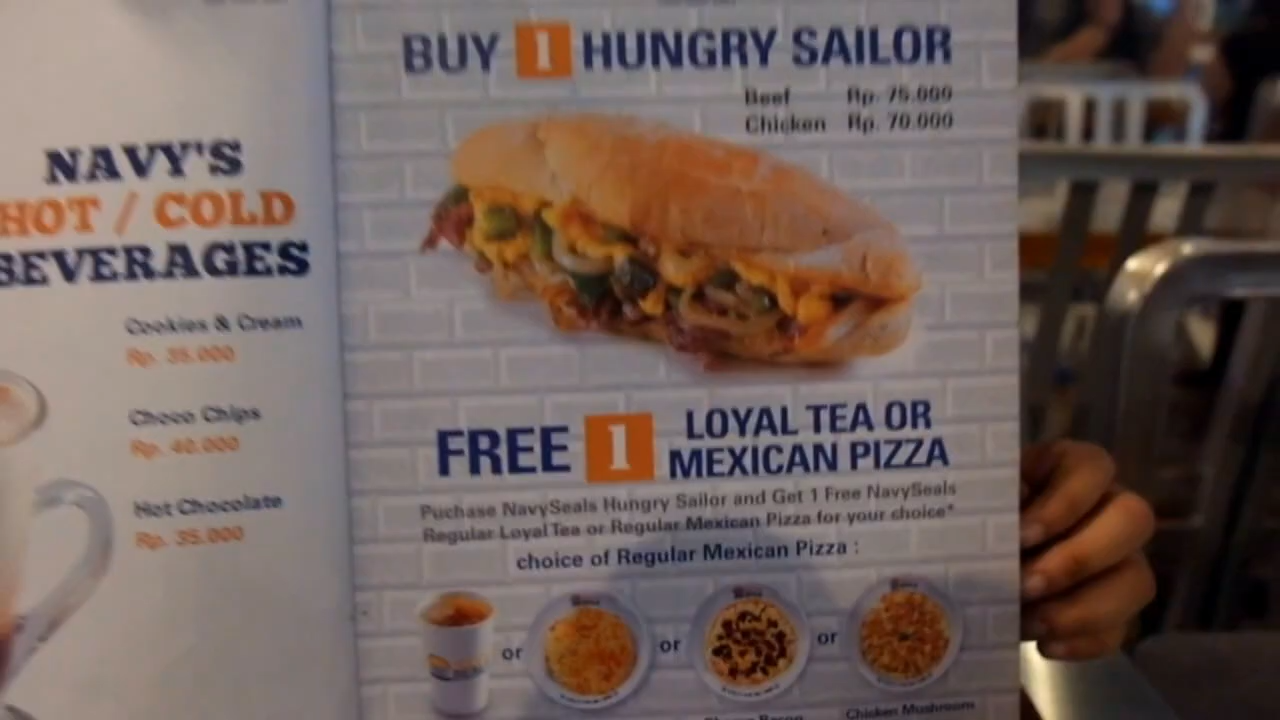 NAVY'S
HOT / COLD
BEVERAGES
Cookies & Cream
Rp. 35.000
Choco Chips
Rp. 40.000
Hot Chocolate
Rp. 35.000
BUY 1 HUNGRY SAILOR
Beef Rp. 75.000
Chicken Rp. 70.000
FREE 1 LOYAL TEA OR
MEXICAN PIZZA
Puchase NavySeals Hungry Sailor and Get 1 Free NavySeals
Regular Loyal Tea or Regular Mexican Pizza for your choice*
choice of Regular Mexican Pizza :
or
or
or
Chicken Mushroom